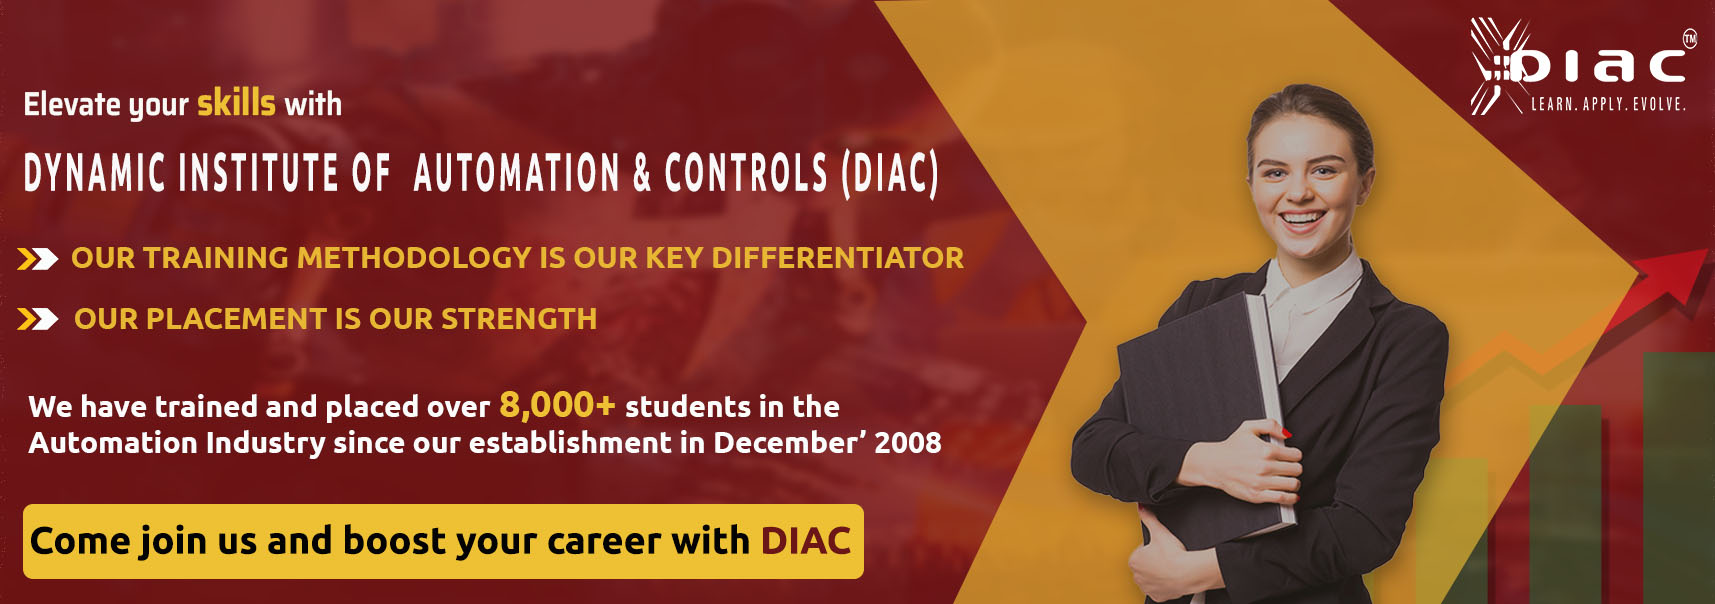 Elevate your skills with
DYNAMIC INSTITUTE OF AUTOMATION & CONTROLS (DIAC)
OUR TRAINING METHODOLOGY IS OUR KEY DIFFERENTIATOR
OUR PLACEMENT IS OUR STRENGTH
We have trained and placed over 8,000+ students in the
Automation Industry since our establishment in December’ 2008
Come join us and boost your career with DIAC
DIAC TM
LEARN. APPLY. EVOLVE.